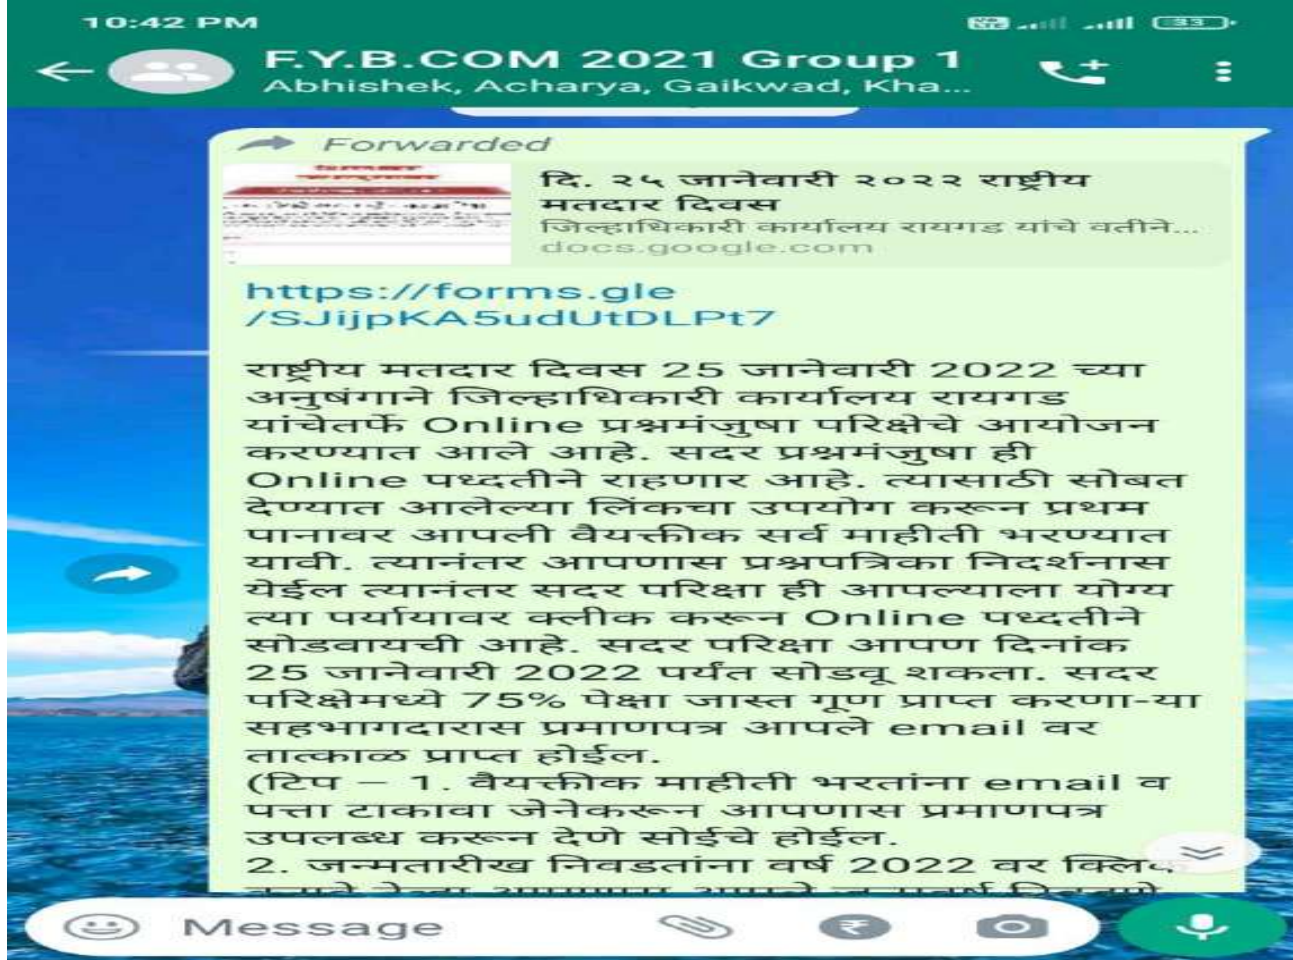 10:42 PM
33
F.Y.B.COM 2021 Group 1
Abhishek, Acharya, Gaikwad, Kha...
Forwarded
दि. २५ जानेवारी २०२२ राष्ट्रीय
मतदार दिवस
जिल्हाधिकारी कार्यालय रायगड यांचे वतीने...
docs.google.com
https://forms.gle
/SJijpKA5udUtDLPt7
राष्ट्रीय मतदार दिवस 25 जानेवारी 2022 च्या
अनुषंगाने जिल्हाधिकारी कार्यालय रायगड
यांचेतर्फे Online प्रश्नमंजुषा परिक्षेचे आयोजन
करण्यात आले आहे. सदर प्रश्नमंजुषा ही
Online पध्दतीने राहणार आहे. त्यासाठी सोबत
देण्यात आलेल्या लिंकचा उपयोग करून प्रथम
पानावर आपली वैयक्तीक सर्व माहीती भरण्यात
यावी. त्यानंतर आपणास प्रश्नपत्रिका निदर्शनास
येईल त्यानंतर सदर परिक्षा ही आपल्याला योग्य
त्या पर्यायावर क्लीक करून Online पध्दतीने
सोडवायची आहे. सदर परिक्षा आपण दिनांक
25 जानेवारी 2022 पर्यंत सोडवू शकता. सदर
परिक्षेमध्ये 75% पेक्षा जास्त गूण प्राप्त करणा-या
सहभागदारास प्रमाणपत्र आपले email वर
तात्काळ प्राप्त होईल.
(टिप – 1. वैयक्तीक माहीती भरतांना email व
पत्ता टाकावा जेनेकरून आपणास प्रमाणपत्र
उपलब्ध करून देणे सोईचे होईल.
2. जन्मतारीख निवडतांना वर्ष 2022 वर क्लिक
Message